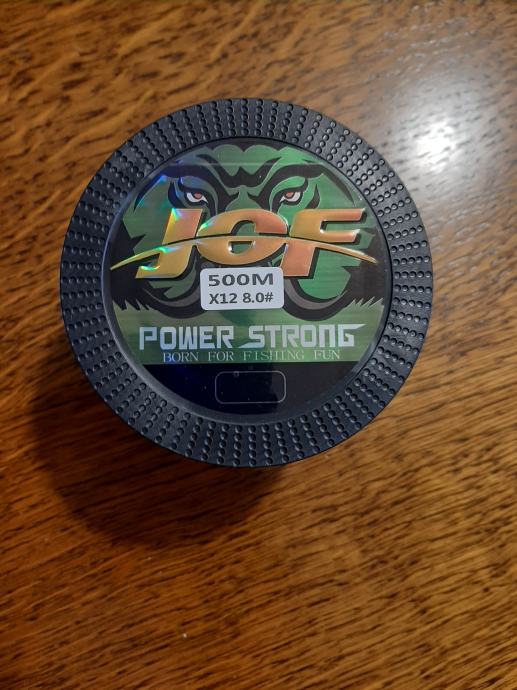 JOF
500M
X12 8.0#
POWER STRONG
BORN FOR FISHING FUN